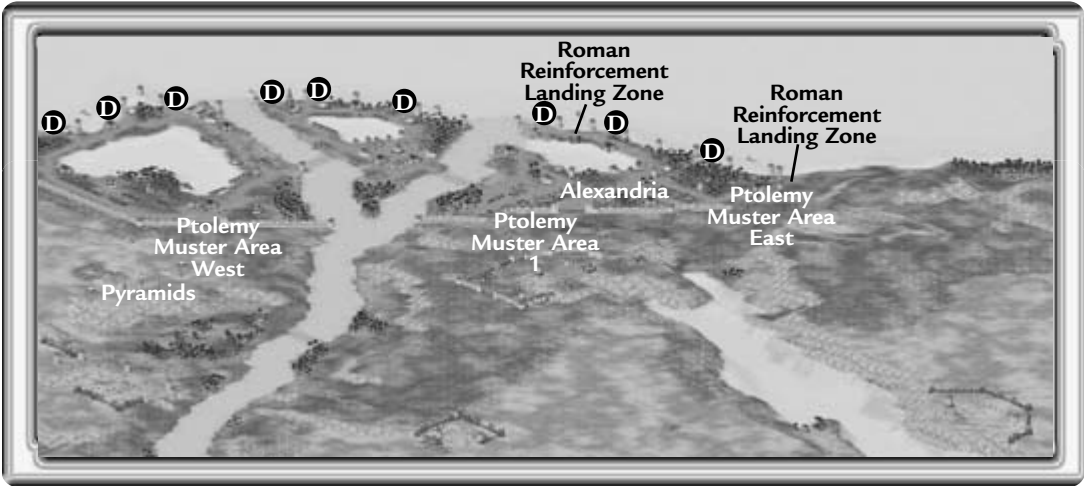 Roman
Reinforcement
Landing Zone
Roman
Reinforcement
Landing Zone
D
D
D
D
D
D
D
D
D
Alexandria
Ptolemy
Muster Area
West
Ptolemy
Muster Area
1
Ptolemy
Muster Area
East
Pyramids